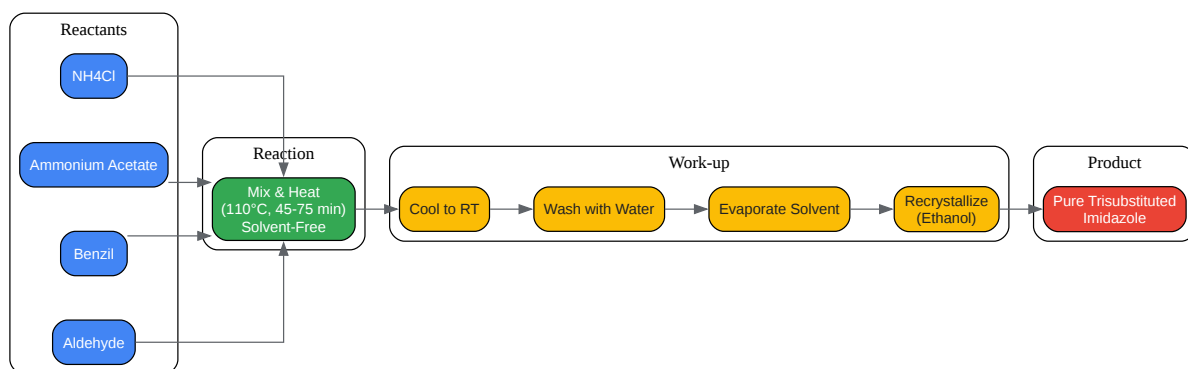 Reactants
NH4Cl
Ammonium Acetate
Benzil
Aldehyde
Reaction
Mix & Heat
(110°C, 45-75 min)
Solvent-Free
Work-up
Cool to RT
Wash with Water
Evaporate Solvent
Recrystallize
(Ethanol)
Product
Pure Trisubstituted
Imidazole